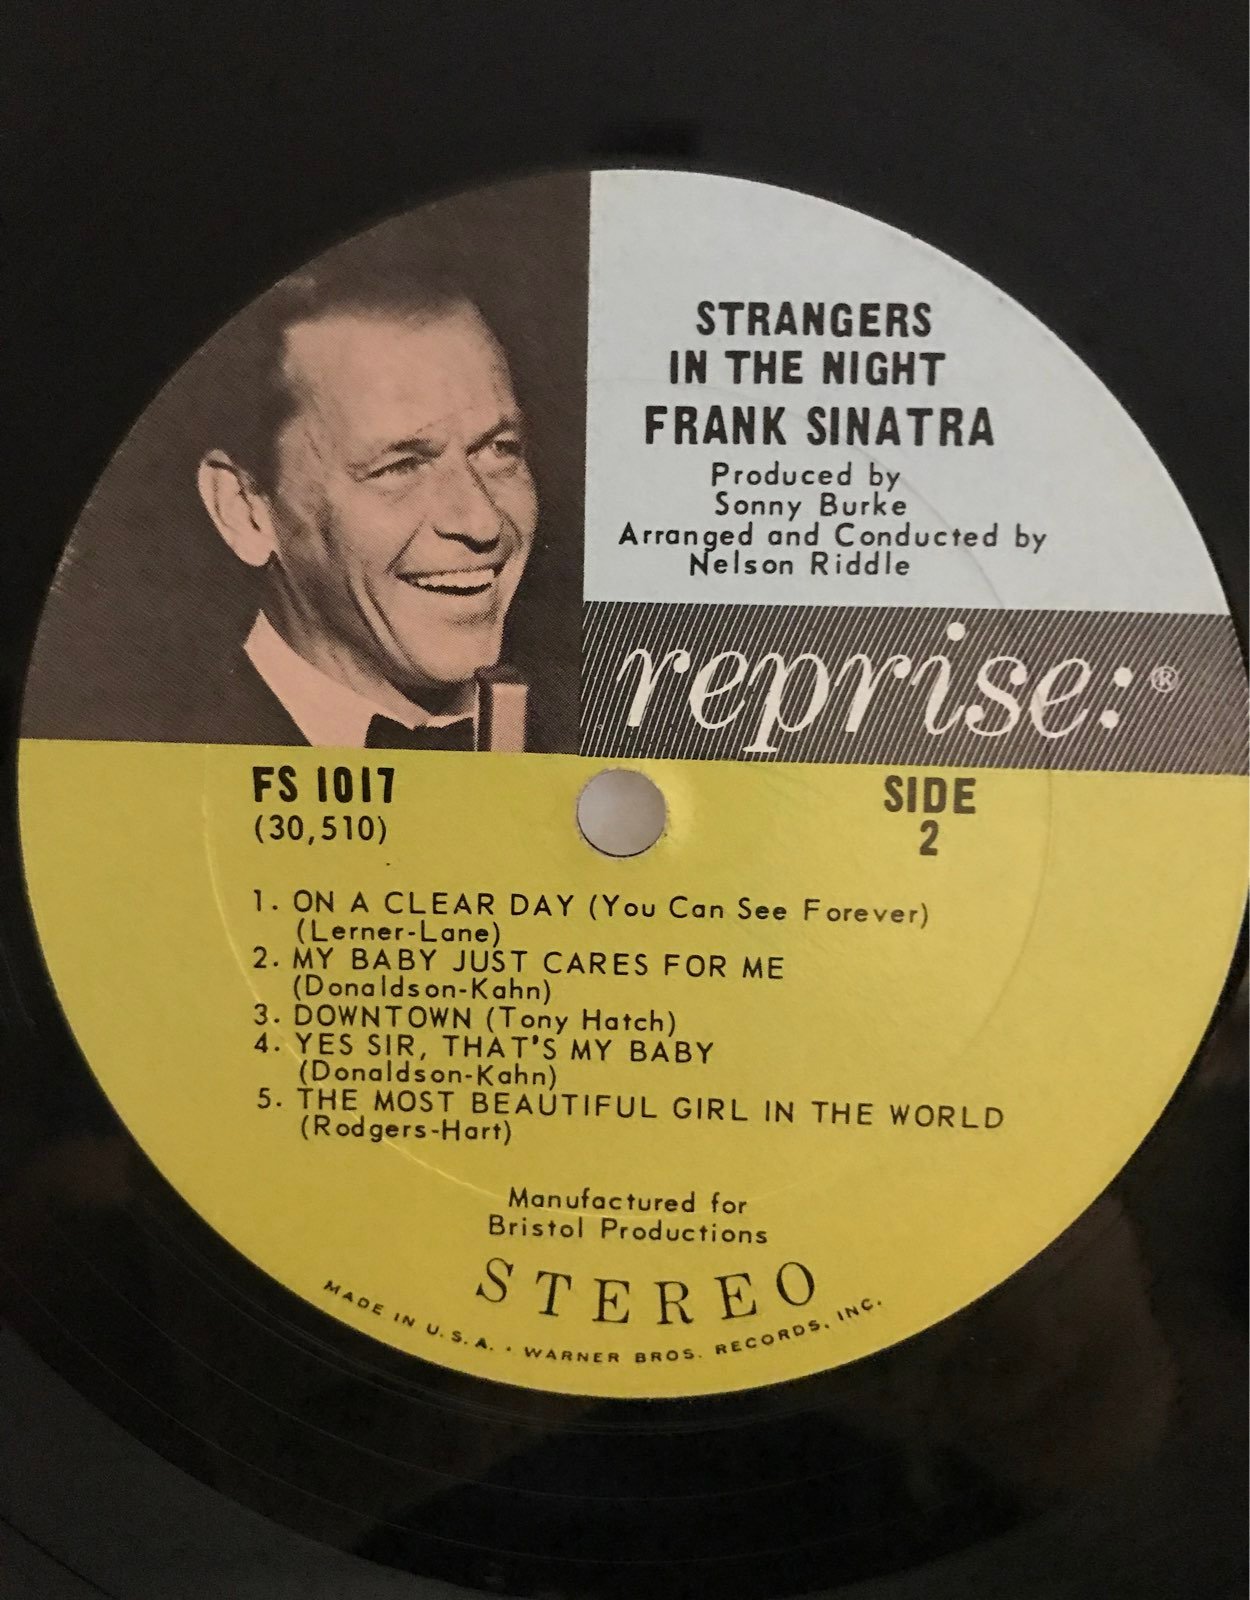 STRANGERS
IN THE NIGHT
FRANK SINATRA
Produced by
Sonny Burke
Arranged and Conducted by
Nelson Riddle
reprise:®
FS 1017
(30,510)
SIDE
2
1. ON A CLEAR DAY (You Can See Forever)
(Lerner-Lane)
2. MY BABY JUST CARES FOR ME
(Donaldson-Kahn)
3. DOWNTOWN (Tony Hatch)
4. YES SIR, THAT'S MY BABY
(Donaldson-Kahn)
5. THE MOST BEAUTIFUL GIRL IN THE WORLD
(Rodgers-Hart)
Manufactured for
Bristol Productions
STEREO
MADE IN U.S.A. · WARNER BROS. RECORDS, INC.